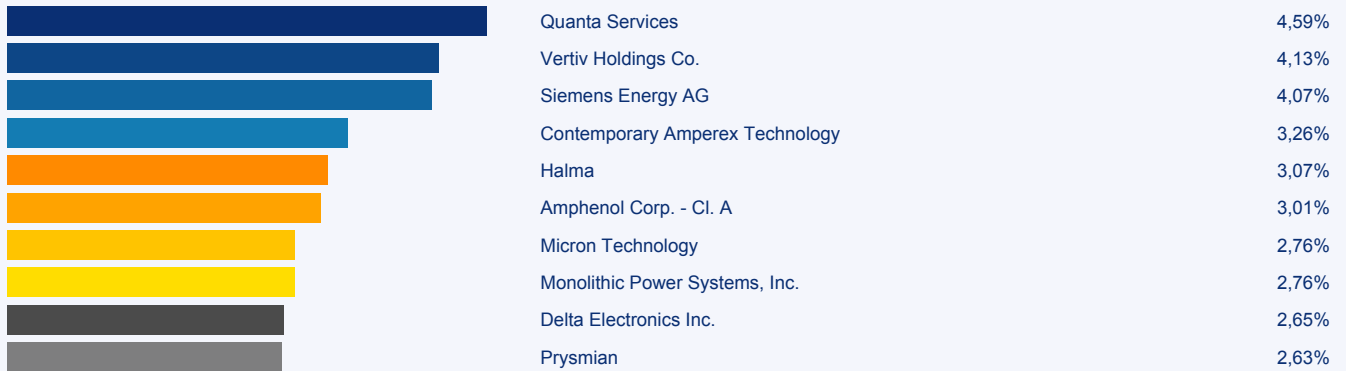 Quanta Services 4,59%
Vertiv Holdings Co. 4,13%
Siemens Energy AG 4,07%
Contemporary Amperex Technology 3,26%
Halma 3,07%
Amphenol Corp. - Cl. A 3,01%
Micron Technology 2,76%
Monolithic Power Systems, Inc. 2,76%
Delta Electronics Inc. 2,65%
Prysmian 2,63%